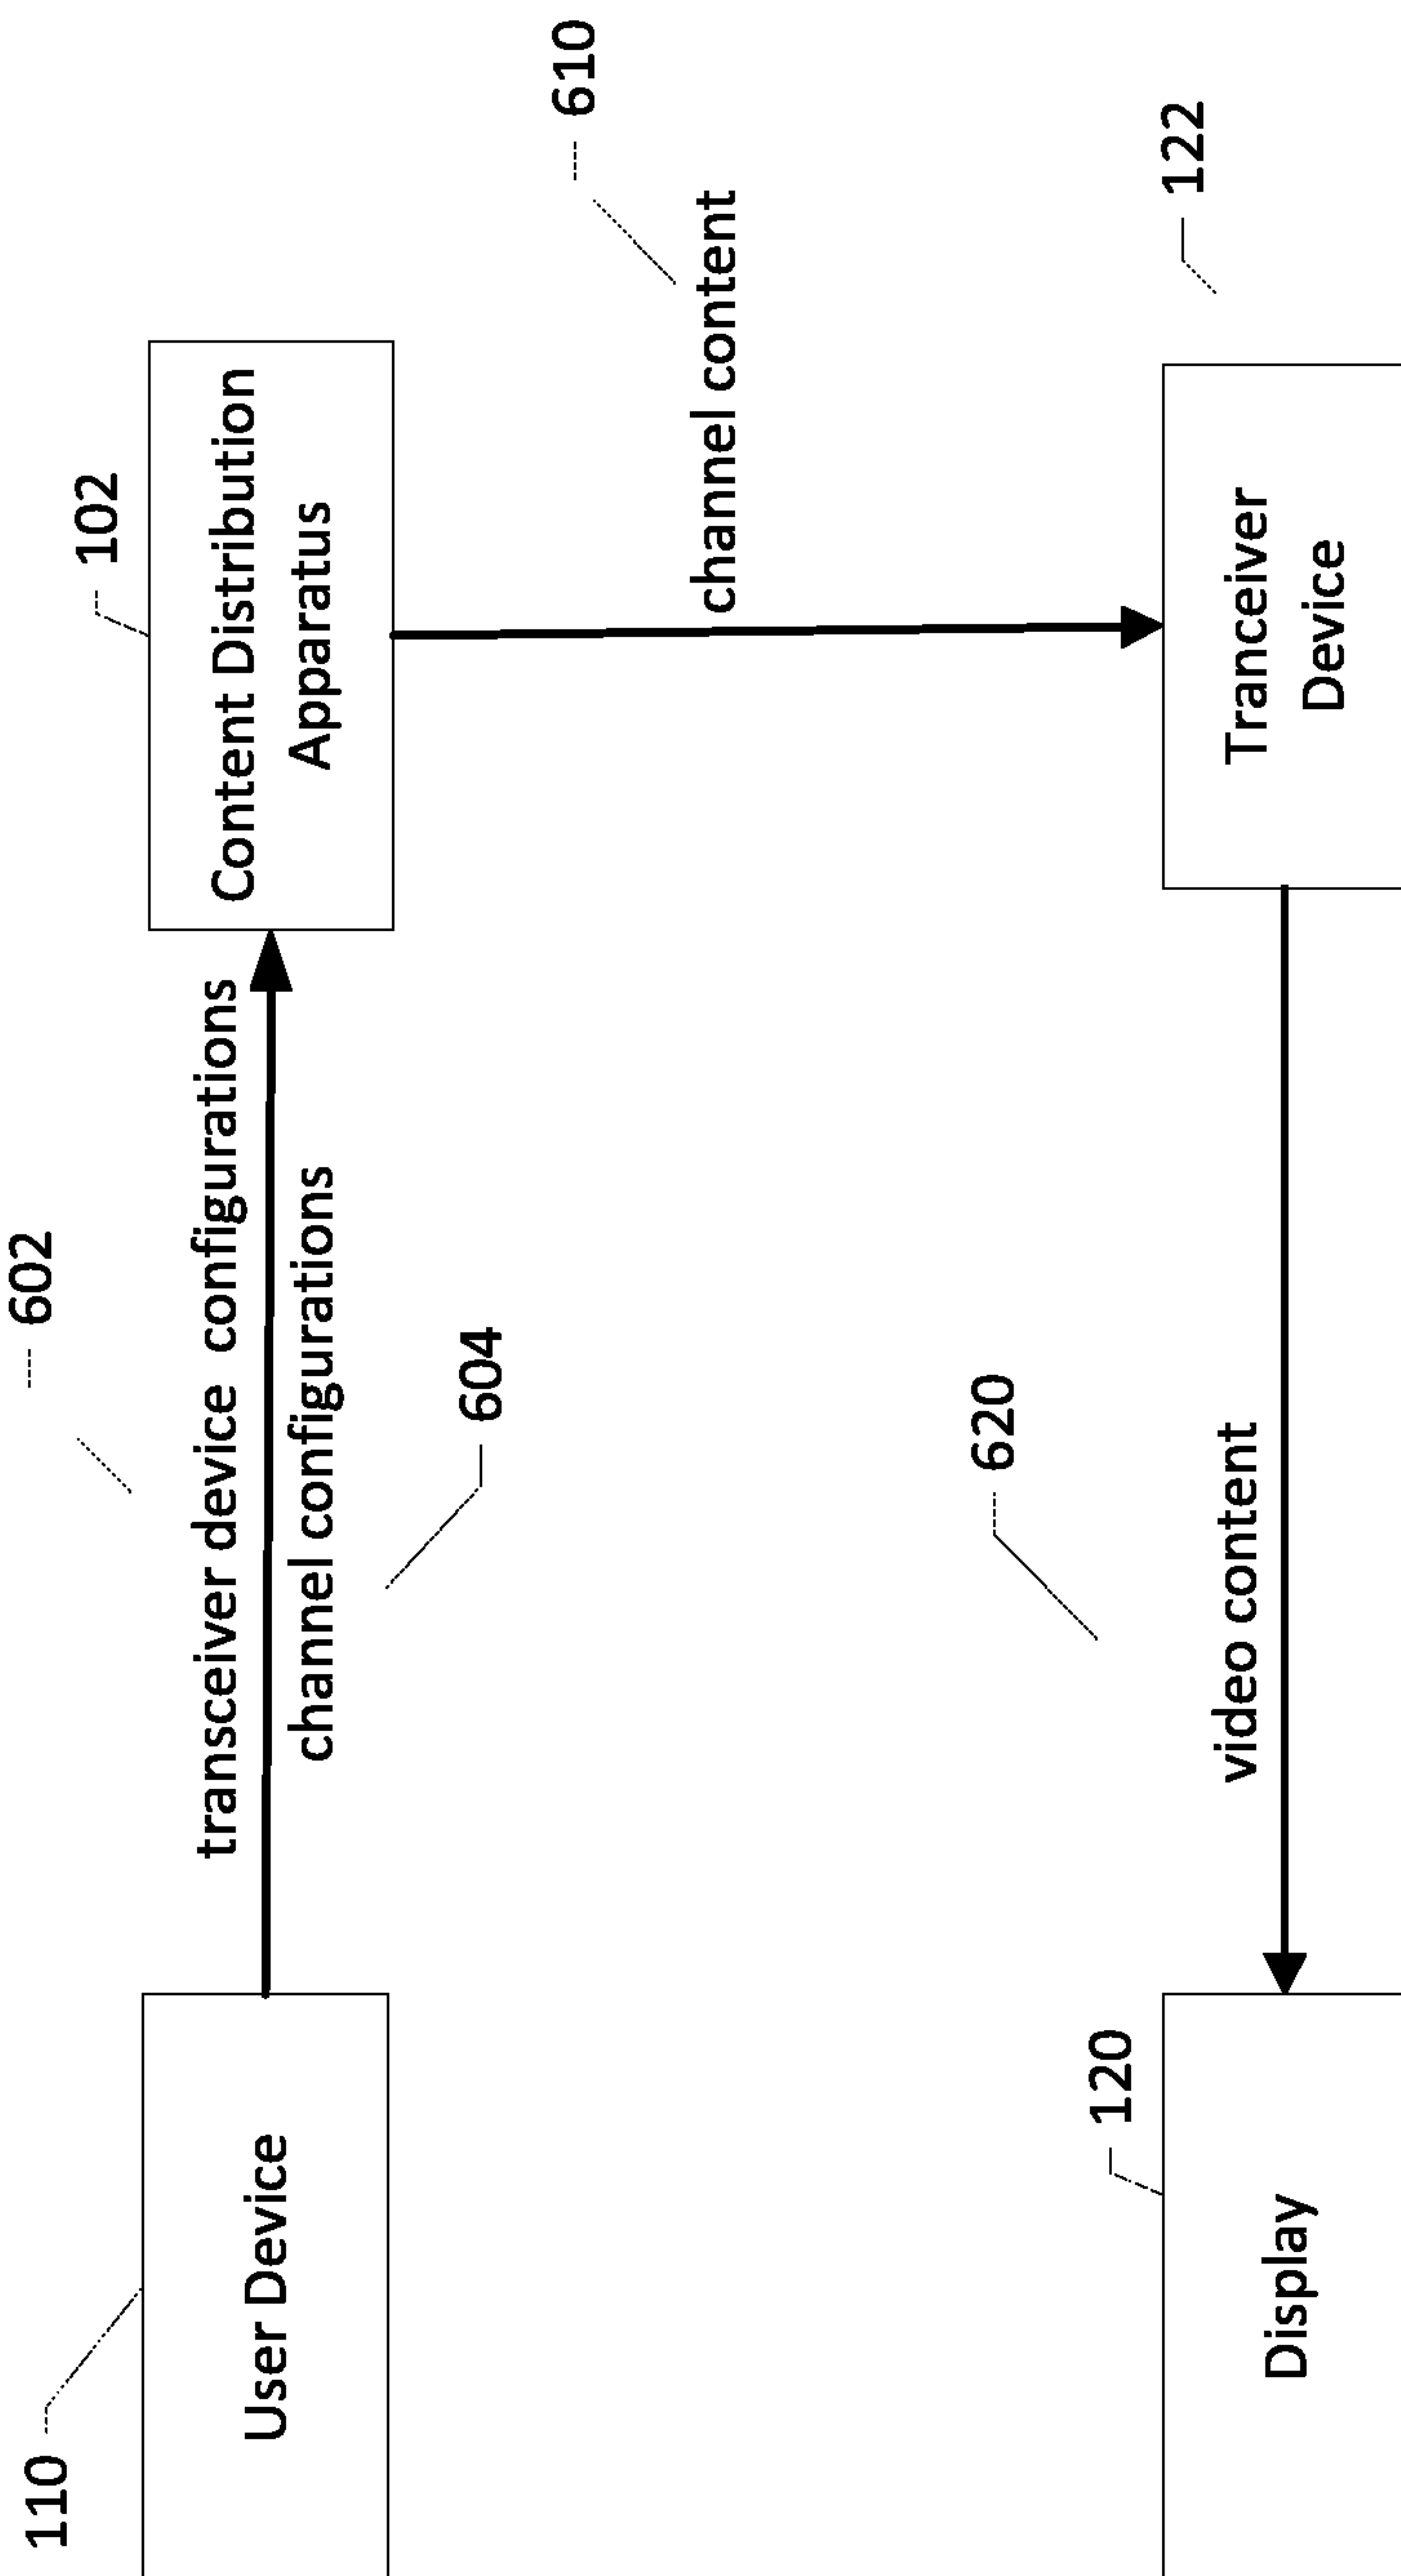 602
110
102
610
transceiver device configurations
User Device
Content Distribution
Apparatus
channel configurations
604
channel content
620
120
122
video content
Display
Tranceiver
Device